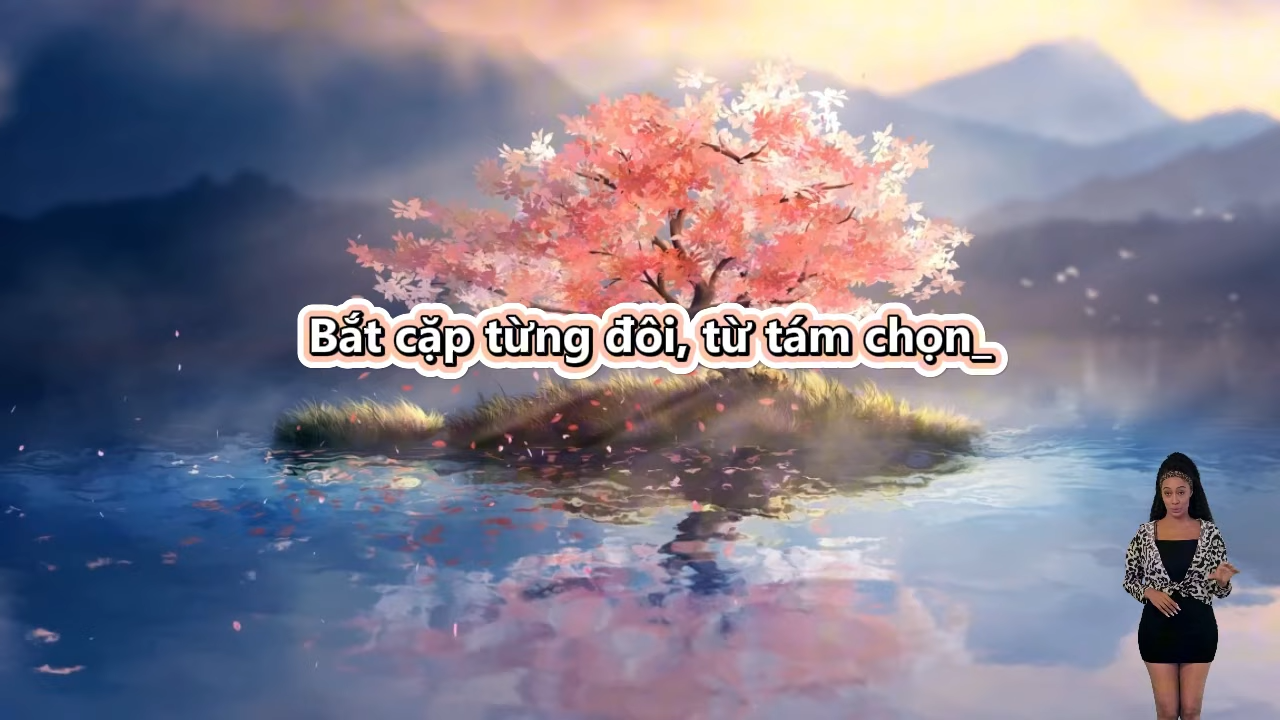 Bắt cặp từng đôi, từ tám chọn_